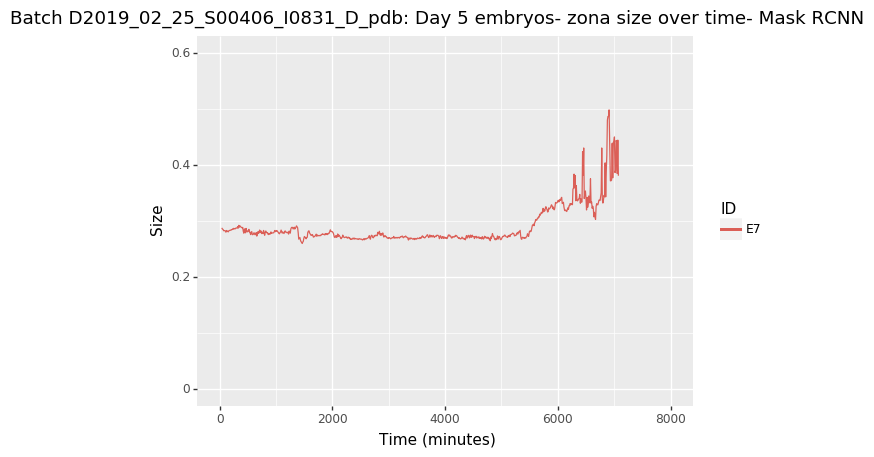 Batch D2019_02_25_S00406_I0831_D_pdb: Day 5 embryos- zona size over time- Mask RCNN
0.6
0.4
0.2
0
Size
0
2000
4000
6000
8000
Time (minutes)
ID
E7